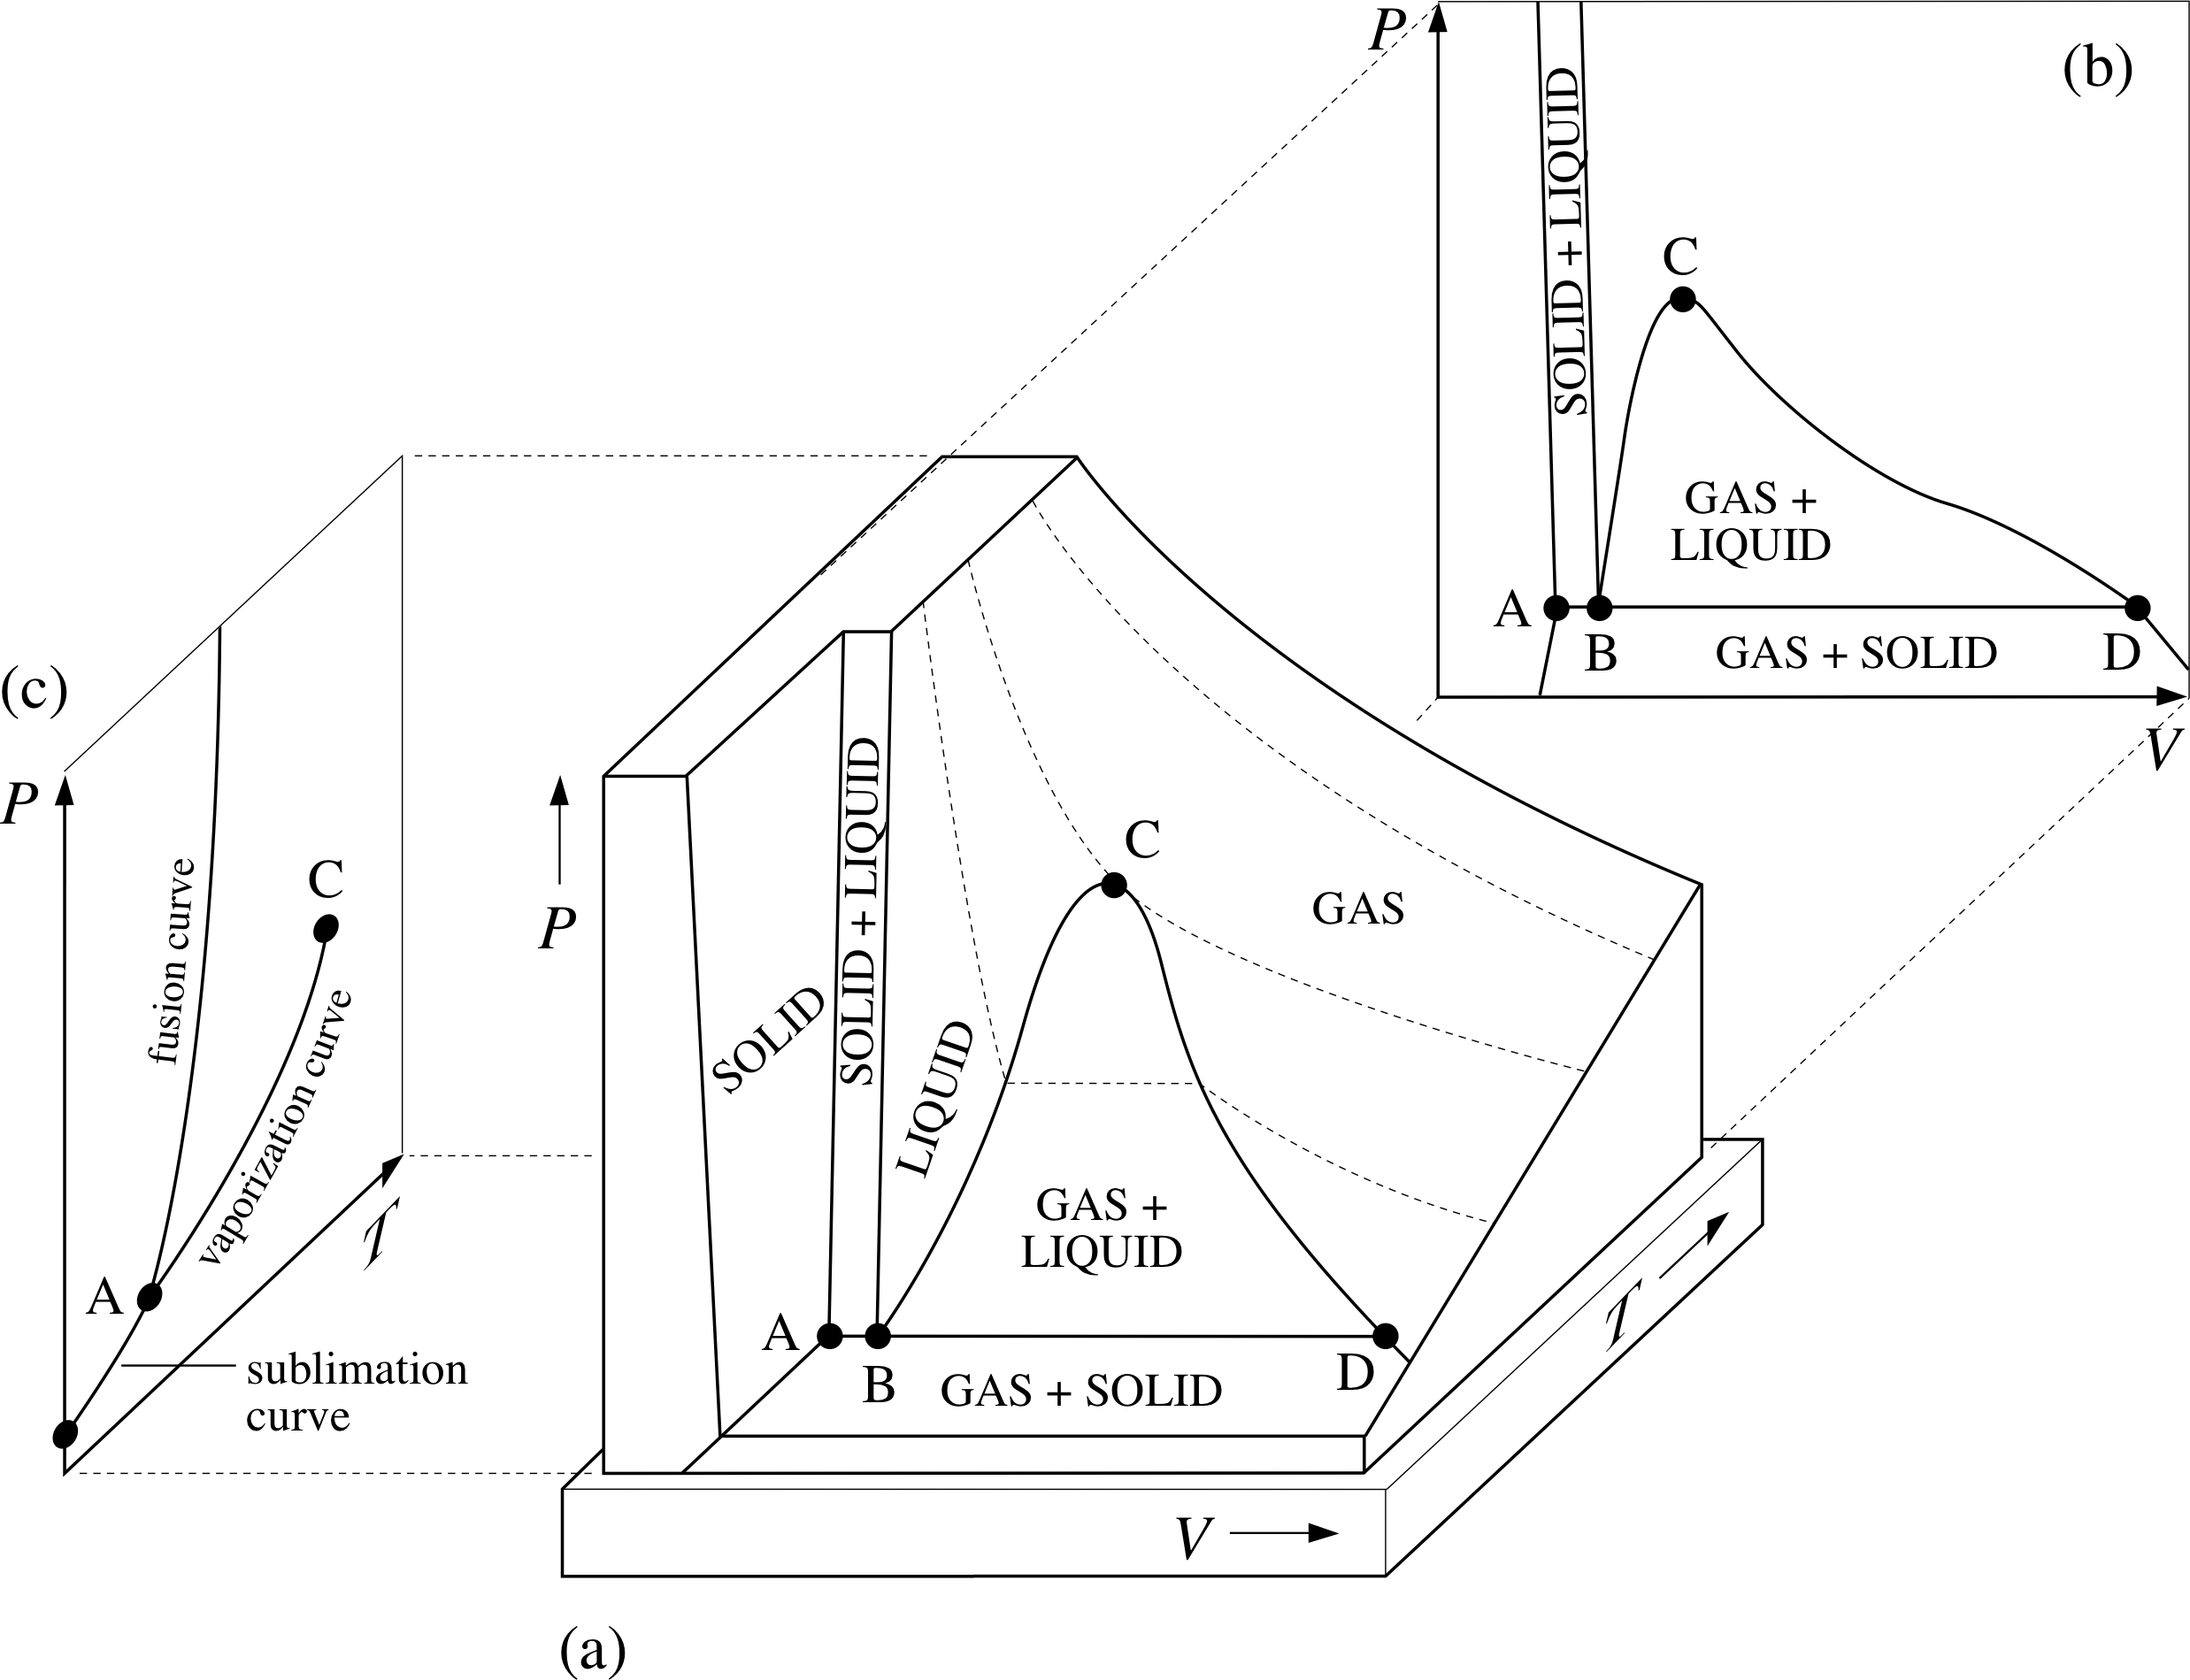 P
(b)
SOLID + LIQUID
C
GAS +
LIQUID
A
B
GAS + SOLID
D
V
(c)
P
fusion curve
C
vaporization curve
T
A
sublimation
curve
P
SOLID
SOLID + LIQUID
LIQUID
C
GAS
GAS +
LIQUID
A
B
GAS + SOLID
D
T
V
(a)